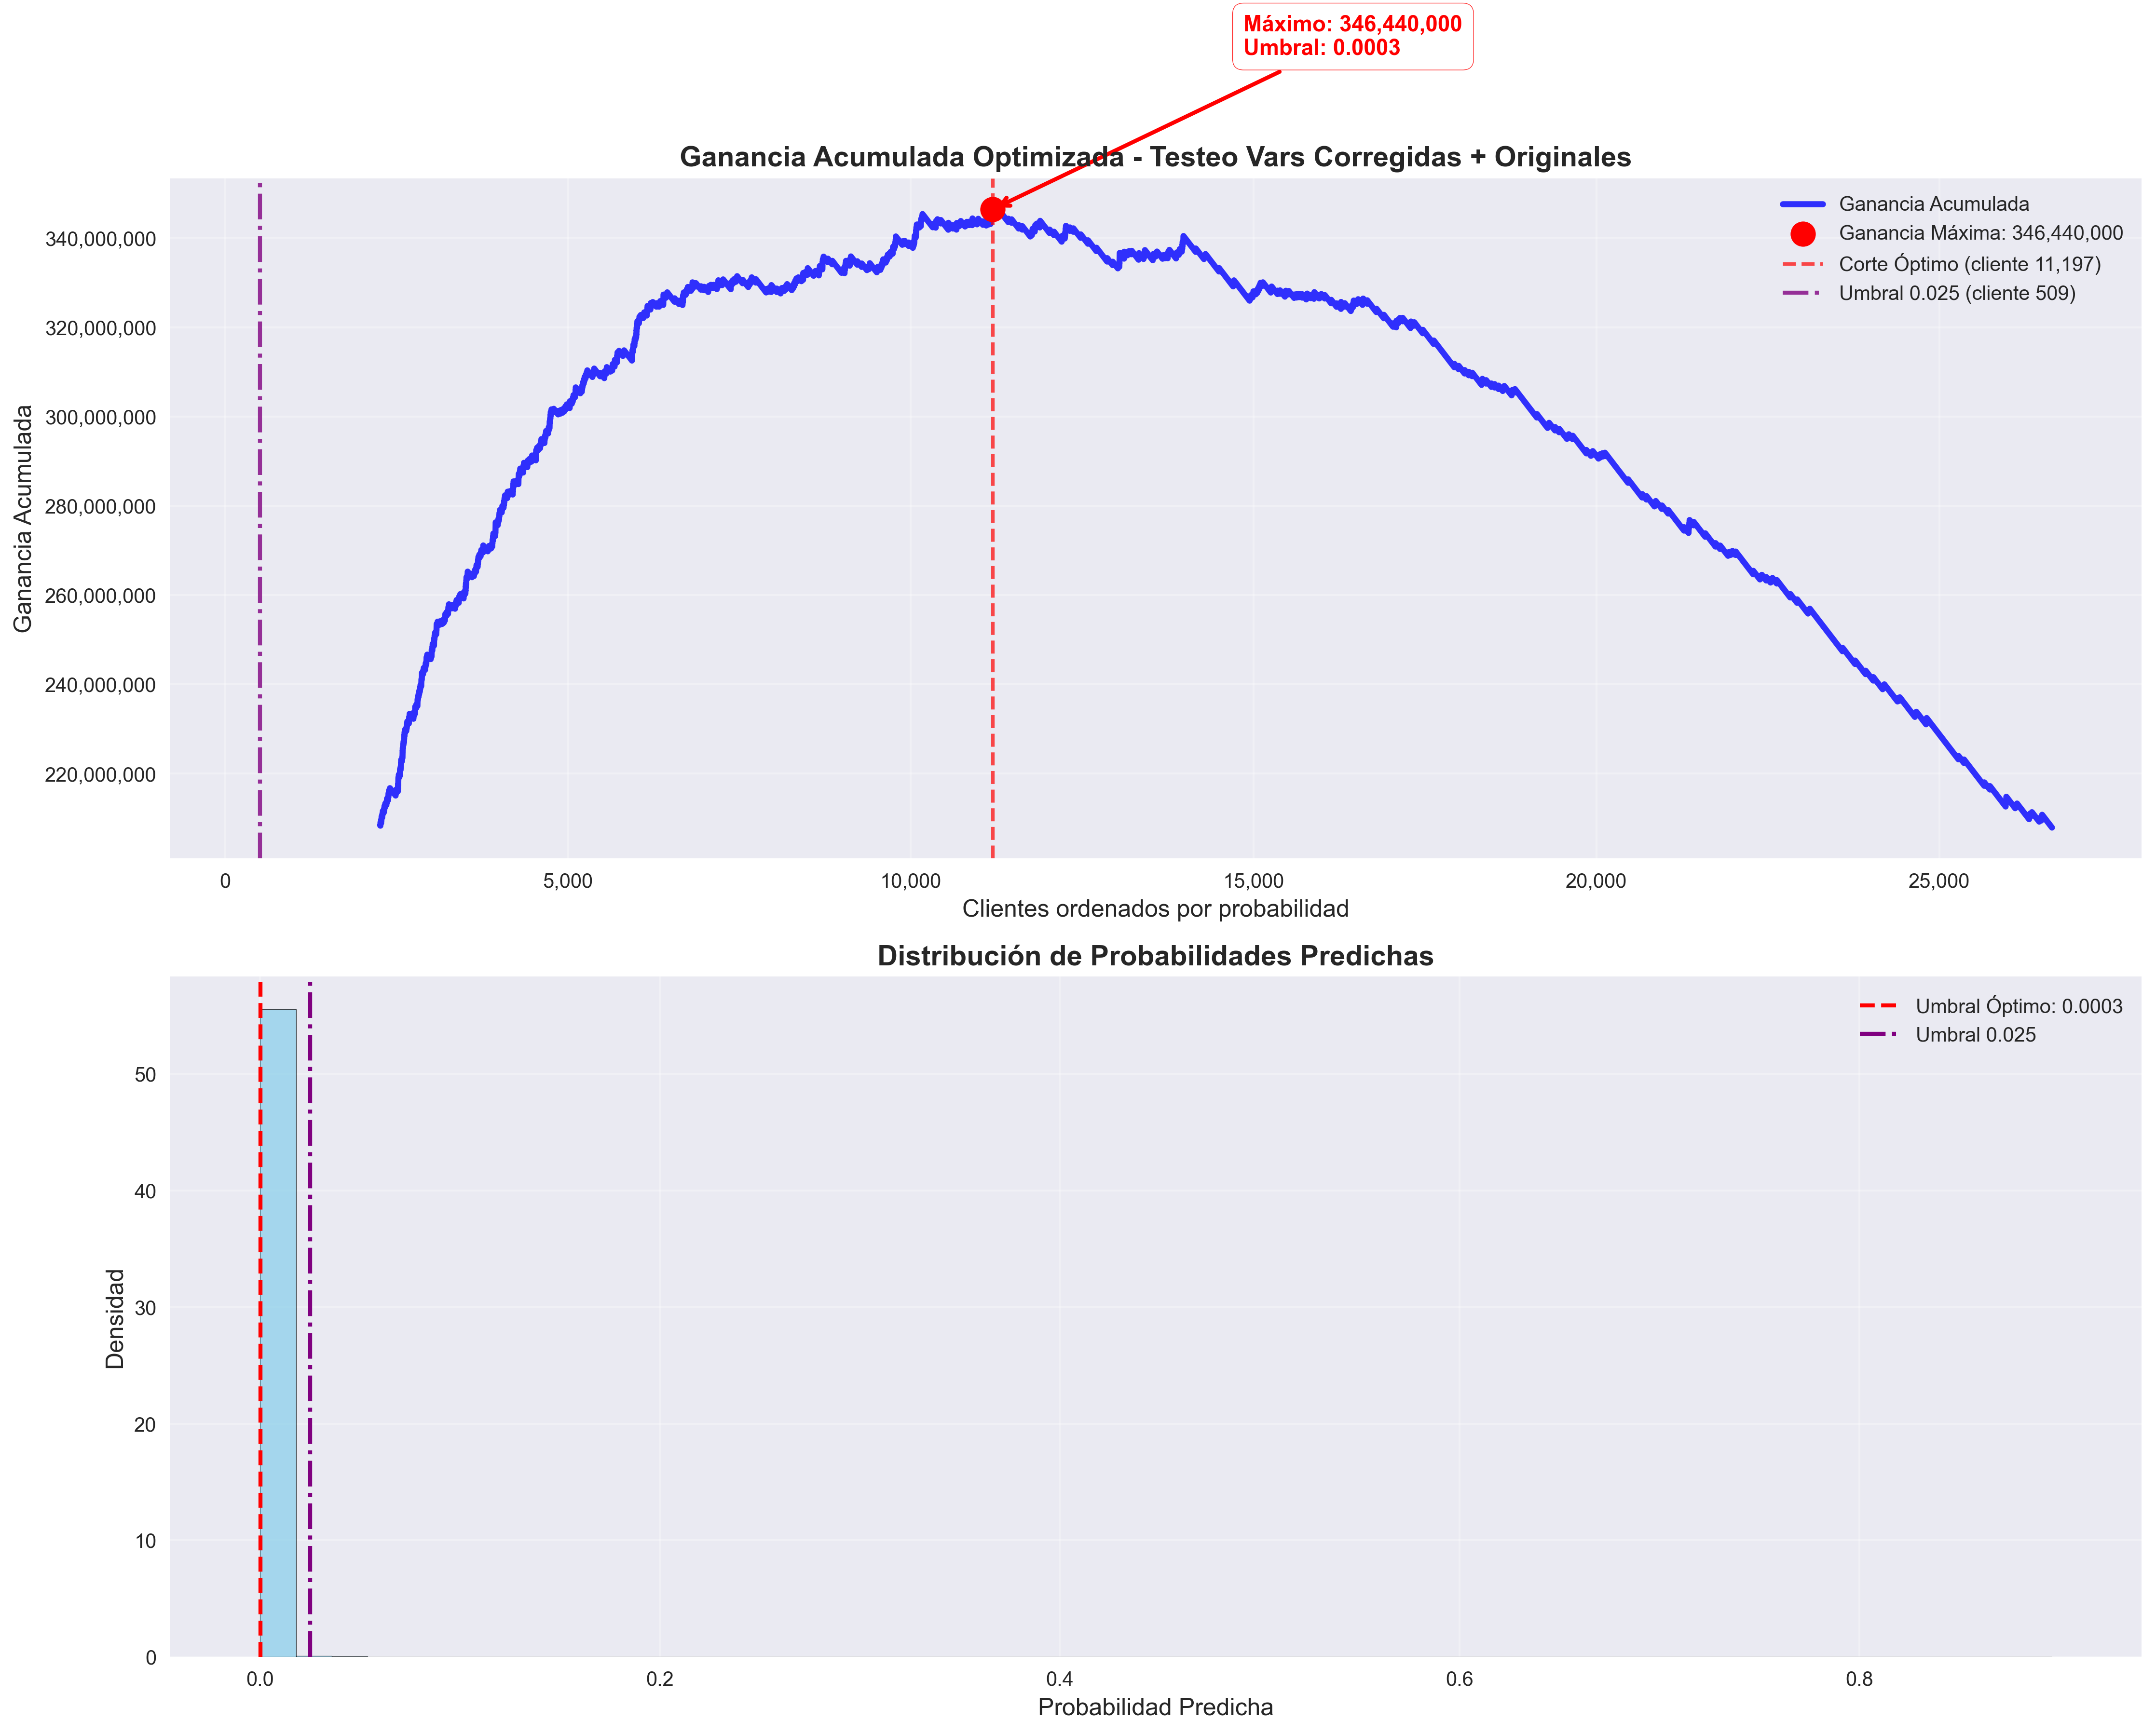 Máximo: 346,440,000
Umbral: 0.0003
Ganancia Acumulada Optimizada - Testeo Vars Corregidas + Originales
Ganancia Acumulada
Ganancia Máxima: 346,440,000
Corte Óptimo (cliente 11,197)
Umbral 0.025 (cliente 509)
340,000,000
320,000,000
300,000,000
280,000,000
260,000,000
240,000,000
220,000,000
Ganancia Acumulada
0
5,000
10,000
15,000
20,000
25,000
Clientes ordenados por probabilidad
Distribución de Probabilidades Predichas
Umbral Óptimo: 0.0003
Umbral 0.025
50
40
30
20
10
0
Densidad
0.0
0.2
0.4
0.6
0.8
Probabilidad Predicha